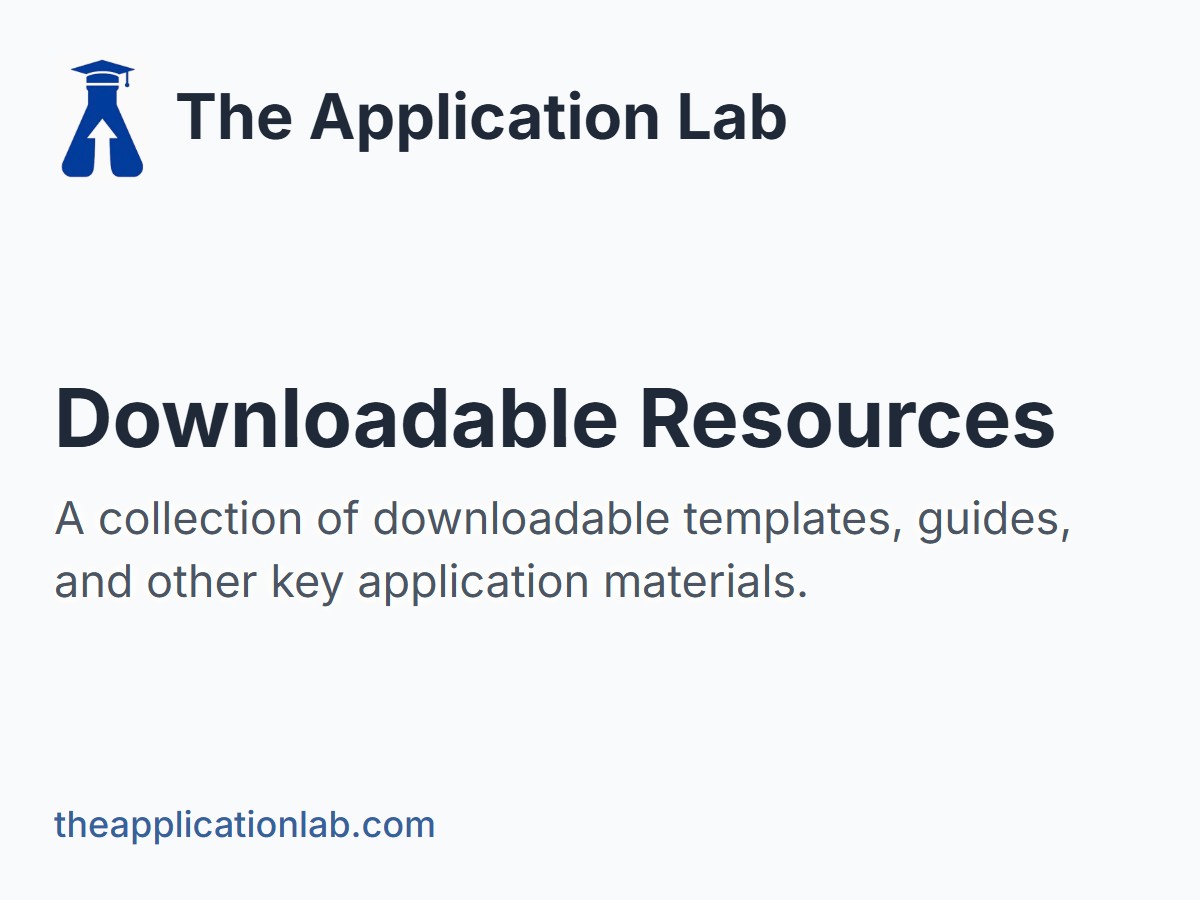 The Application Lab
Downloadable Resources
A collection of downloadable templates, guides,
and other key application materials.
theapplicationlab.com